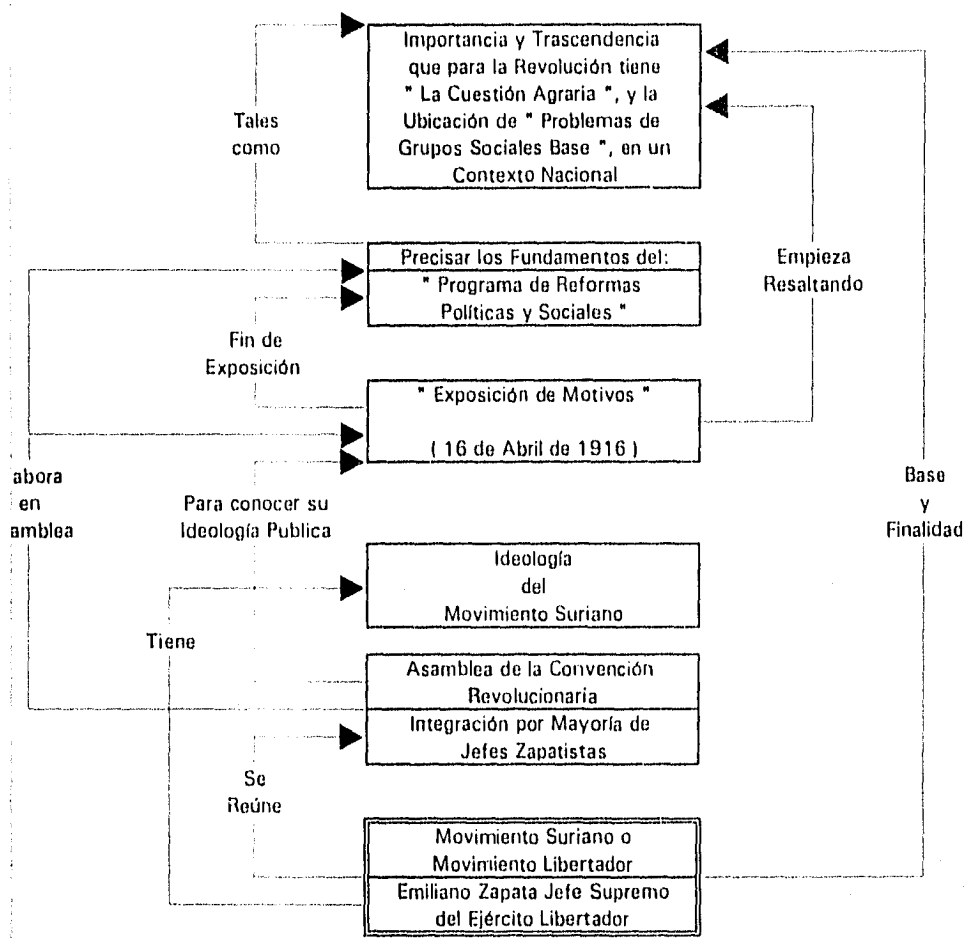 Importancia y Trascendencia
que para la Revolución tiene
" La Cuestión Agraria ", y la
Ubicación de " Problemas de
Grupos Sociales Base ", en un
Contexto Nacional
Tales
como
Precisar los Fundamentos del:
" Programa de Reformas
Políticas y Sociales "
Empieza
Resaltando
Fin de
Exposición
" Exposición de Motivos "
( 16 de Abril de 1916 )
abora
en
amblea
Para conocer su
Ideología Publica
Base
y
Finalidad
Ideología
del
Movimiento Suriano
Tiene
Asamblea de la Convención
Revolucionaria
Integración por Mayoría de
Jefes Zapatistas
Se
Reúne
Movimiento Suriano o
Movimiento Libertador
Emiliano Zapata Jefe Supremo
del Ejército Libertador